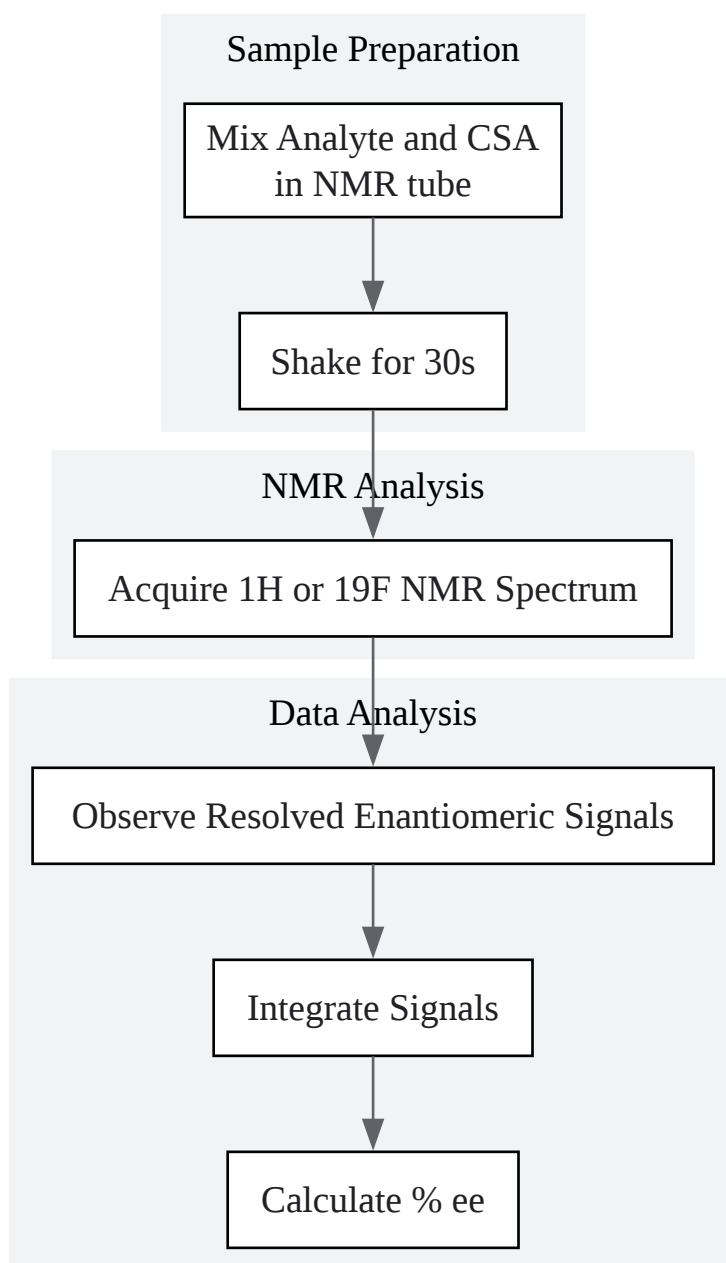 Sample Preparation
Mix Analyte and CSA
in NMR tube
Shake for 30s
NMR Analysis
Acquire 1H or 19F NMR Spectrum
Data Analysis
Observe Resolved Enantiomeric Signals
Integrate Signals
Calculate % ee